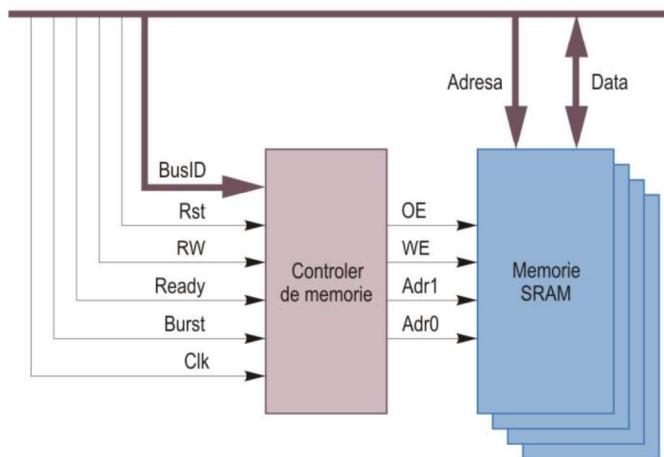 Adresa
Data
BusID
Rst
RW
Ready
Burst
Clk
Controler
de memorie
OE
WE
Adr1
Adr0
Memorie
SRAM